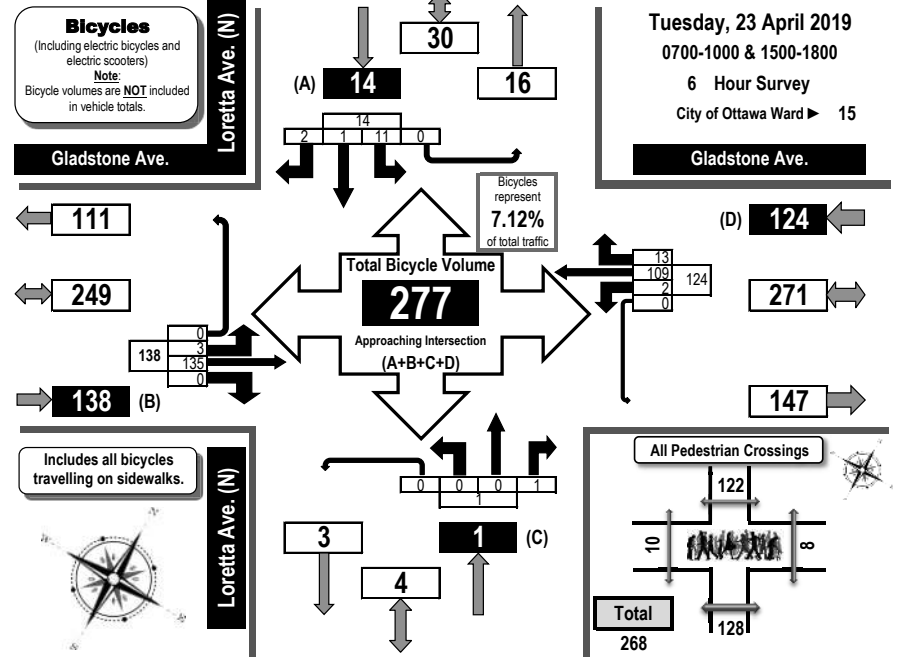 Bicycles
(Including electric bicycles and
electric scooters)
Note:
Bicycle volumes are NOT included
in vehicle totals.
Loretta Ave. (N)
Gladstone Ave.
30
(A) 14
16
14
2 1 11 0
Tuesday, 23 April 2019
0700-1000 & 1500-1800
6 Hour Survey
City of Ottawa Ward ► 15
Gladstone Ave.
Bicycles
represent
7.12%
of total traffic
111
249
0
3
135
0
138
138 (B)
Total Bicycle Volume
277
Approaching Intersection
(A+B+C+D)
(D) 124
13
109
2
0
124
271
147
Includes all bicycles
travelling on sidewalks.
N
E
S
W
Loretta Ave. (N)
0 0 0 1
1
3
1 (C)
4
All Pedestrian Crossings
122
10
8
128
Total
268